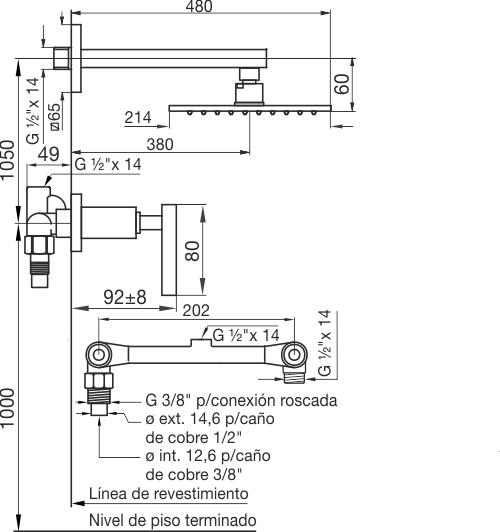 480
G ½"x 14
⌀65
60
214
380
1050
49
G ½"x 14
80
92±8
202
G ½"x 14
G ½"x 14
1000
G 3/8" p/conexión roscada
ø ext. 14,6 p/caño
de cobre 1/2"
ø int. 12,6 p/caño
de cobre 3/8"
Línea de revestimiento
Nivel de piso terminado